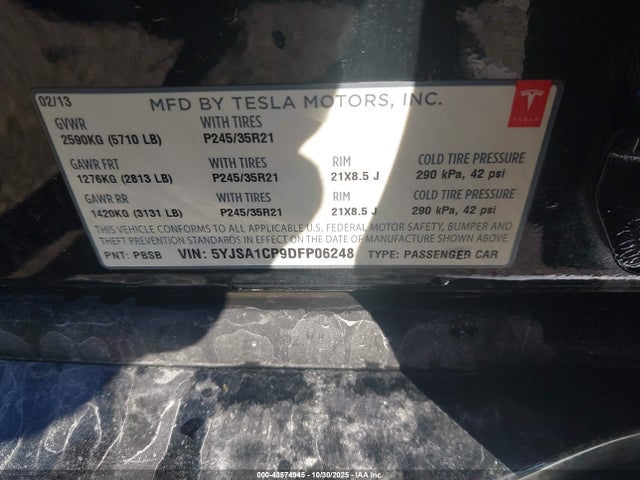 02/13 MFD BY TESLA MOTORS, INC.
TESLA
GVWR WITH TIRES
2590KG (5710 LB) P245/35R21
GAWR FRT WITH TIRES RIM COLD TIRE PRESSURE
1276KG (2813 LB) P245/35R21 21X8.5 J 290 kPa, 42 psi
GAWR RR WITH TIRES RIM COLD TIRE PRESSURE
1420KG (3131 LB) P245/35R21 21X8.5 J 290 kPa, 42 psi
THIS VEHICLE CONFORMS TO ALL APPLICABLE U.S. FEDERAL MOTOR SAFETY, BUMPER AND
THEFT PREVENTION STANDARDS IN EFFECT ON THE DATE OF MANUFACTURE SHOWN ABOVE.
PNT: PBSB VIN: 5YJSA1CP9DFP06248 TYPE: PASSENGER CAR
000-43574945 - 10/30/2025 - COPYRIGHT IAA, LLC